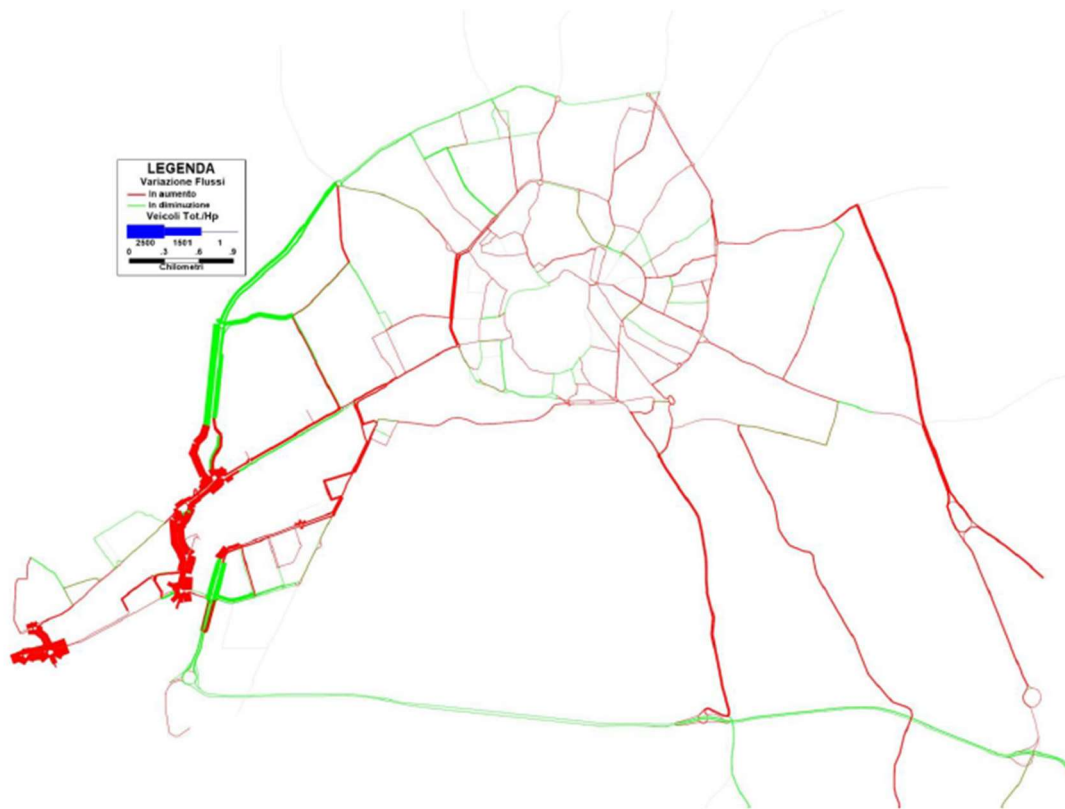 LEGENDA
Variazione Flussi
In aumento
In diminuzione
Veicoli Tot./Hp
2500 1501 1
0 .3 .6 .9
Chilometri